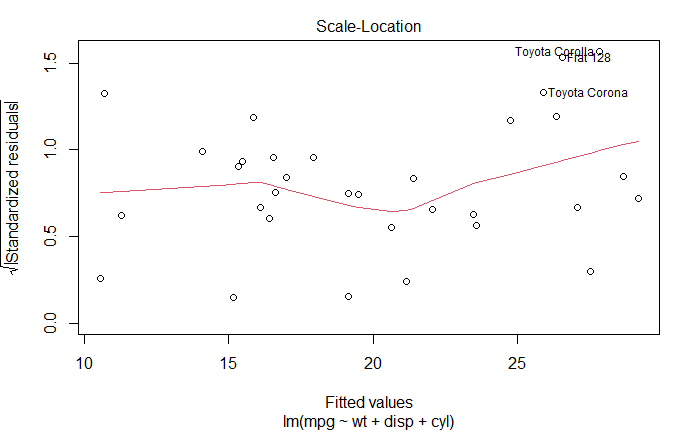 Scale-Location
√|Standardized residuals|
1.5
1.0
0.5
0.0
Toyota Corolla
Fiat 128
Toyota Corona
10 15 20 25
Fitted values
lm(mpg ~ wt + disp + cyl)